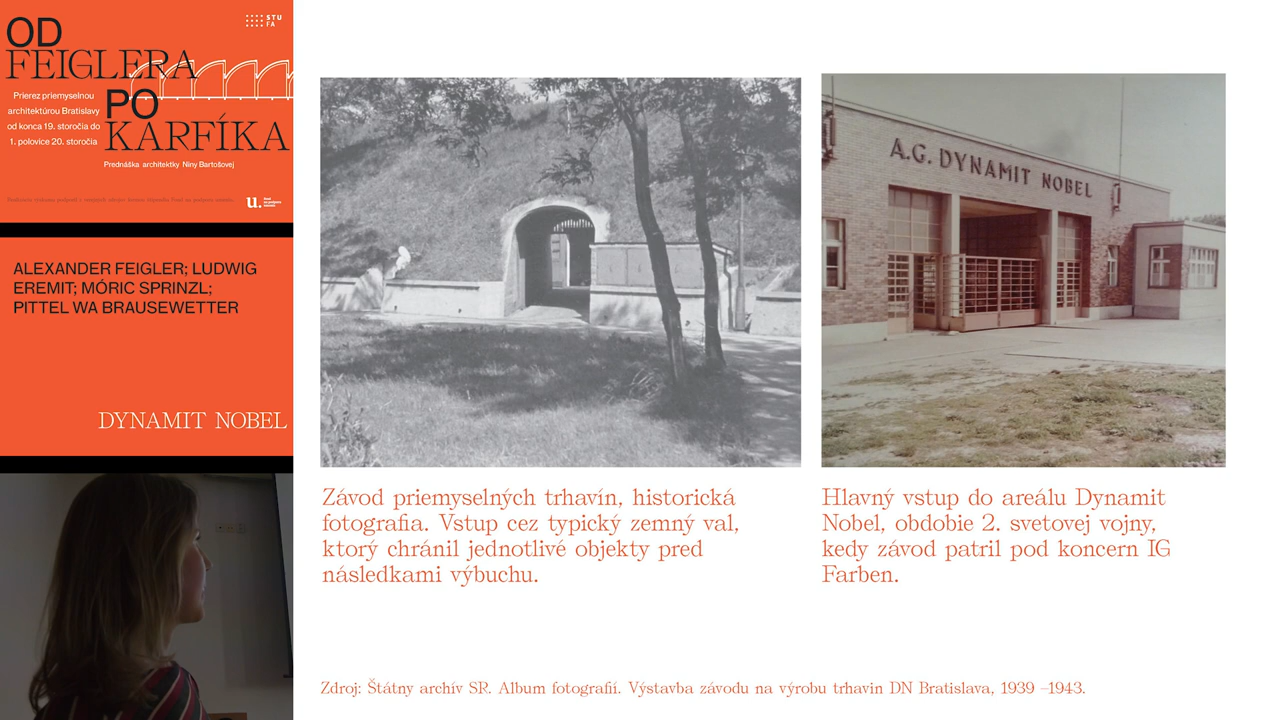 OD
FEIGLERA
PO
KARFÍKA
Prierez priemyselnou
architektúrou Bratislavy
od konca 19. storočia do
1. polovice 20. storočia
Prednáška architektky Niny Bartošovej
STU
FA
u.
ALEXANDER FEIGLER; LUDWIG
EREMIT; MÓRIC SPRINZL;
PITTEL WA BRAUSEWETTER
DYNAMIT NOBEL
A.G. DYNAMIT NOBEL
Závod priemyselných trhavín, historická
fotografia. Vstup cez typický zemný val,
ktorý chránil jednotlivé objekty pred
následkami výbuchu.
Hlavný vstup do areálu Dynamit
Nobel, obdobie 2. svetovej vojny,
kedy závod patril pod koncern IG
Farben.
Zdroj: Štátny archív SR. Album fotografií. Výstavba závodu na výrobu trhavin DN Bratislava, 1939 –1943.